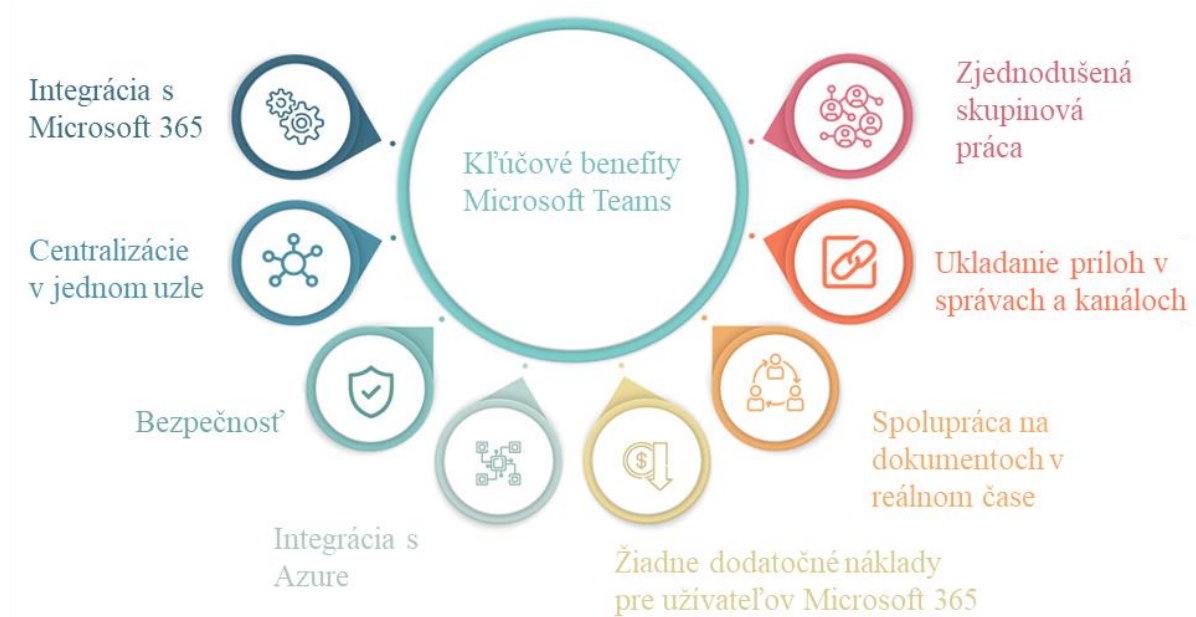 Kľúčové benefity
Microsoft Teams
Integrácia s
Microsoft 365
Centralizácie
v jednom uzle
Bezpečnosť
Integrácia s
Azure
Žiadne dodatočné náklady
pre užívateľov Microsoft 365
Spolupráca na
dokumentoch v
reálnom čase
Ukladanie príloh v
správach a kanáloch
Zjednodušená
skupinová
práca